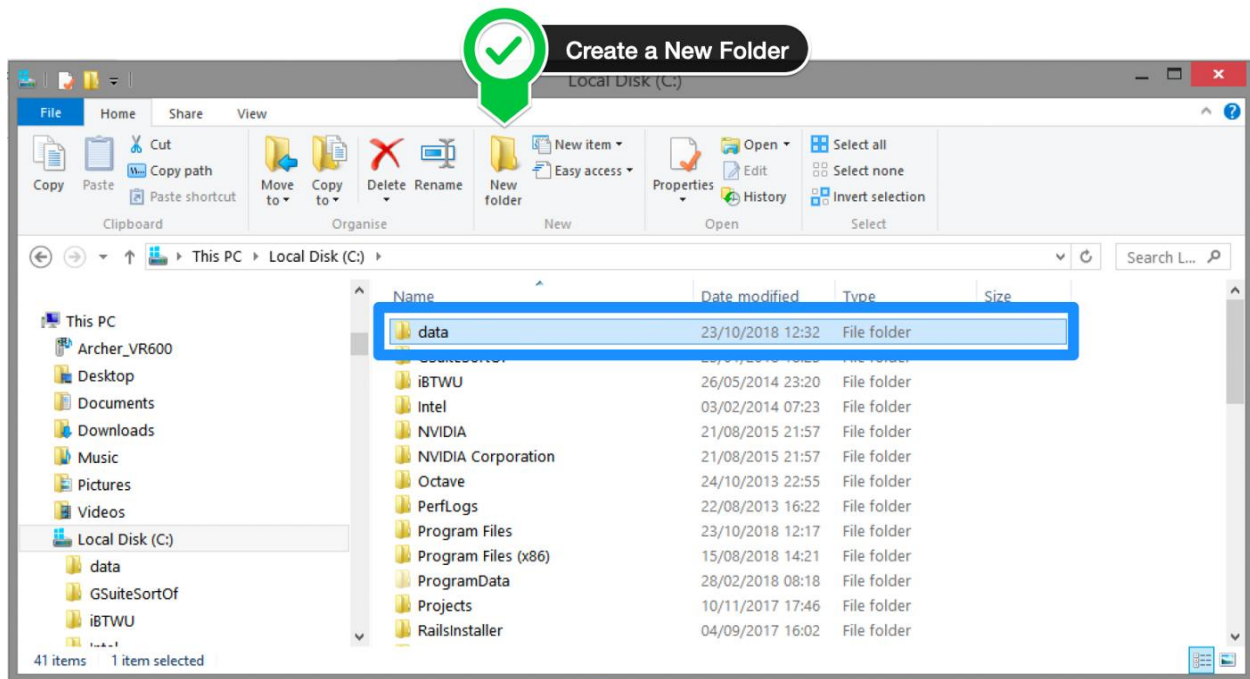 Create a New Folder
Local Disk (C:)
File Home Share View
Copy
Paste
Cut
Copy path
Paste shortcut
Clipboard
Move to
Copy to
Delete
Rename
Organise
New folder
New item
Easy access
New
Properties
Open
Edit
History
Open
Select all
Select none
Invert selection
Select
This PC Local Disk (C:)
Search L...
This PC
Archer_VR600
Desktop
Documents
Downloads
Music
Pictures
Videos
Local Disk (C:)
data
GSuiteSortOf
iBTWU
Intel
Name Date modified Type Size
data 23/10/2018 12:32 File folder
GSuiteSortOf File folder
iBTWU 26/05/2014 23:20 File folder
Intel 03/02/2014 07:23 File folder
NVIDIA 21/08/2015 21:57 File folder
NVIDIA Corporation 21/08/2015 21:57 File folder
Octave 24/10/2013 22:55 File folder
PerfLogs 22/08/2013 16:22 File folder
Program Files 23/10/2018 12:17 File folder
Program Files (x86) 15/08/2018 14:21 File folder
ProgramData 28/02/2018 08:18 File folder
Projects 10/11/2017 17:46 File folder
RailsInstaller 04/09/2017 16:02 File folder
41 items 1 item selected